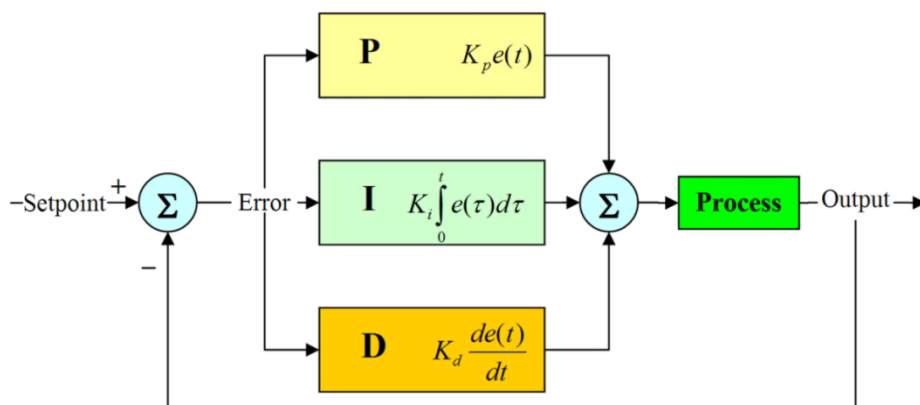 P K_p e(t)
–Setpoint
+
Σ
Error
I K_i ∫_0^t e(τ)dτ
Σ
Process
Output
–
D K_d de(t)/dt